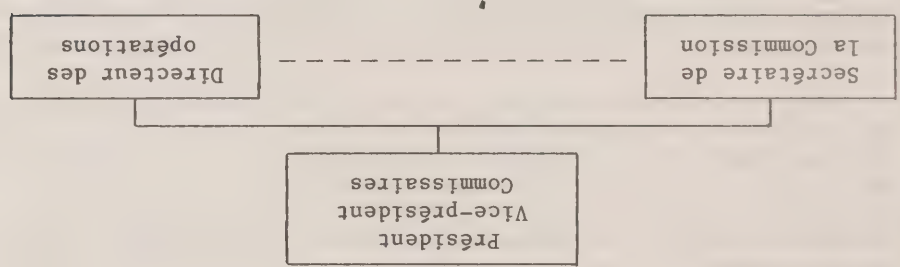 Président
Vice-président
Commissaires
Secrétaire de
la Commission
Directeur des
opérations